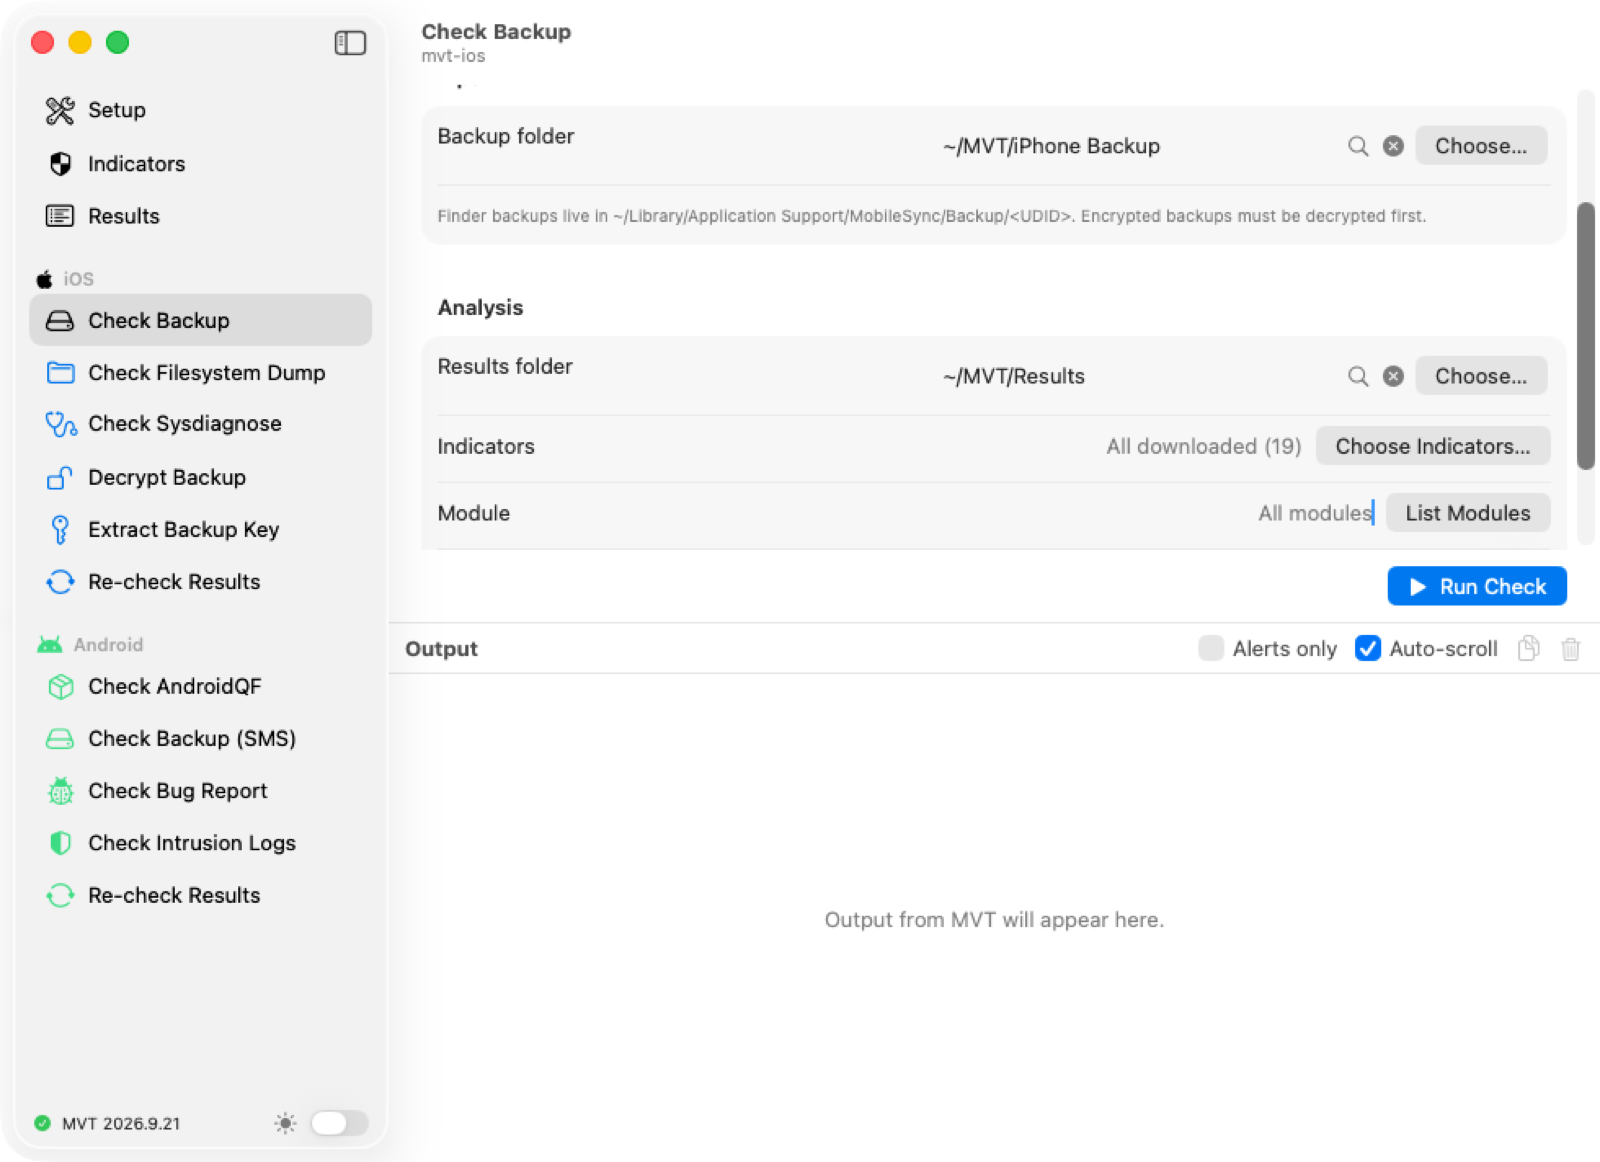 Check Backup
mvt-ios
Setup
Indicators
Results
iOS
Check Backup
Check Filesystem Dump
Check Sysdiagnose
Decrypt Backup
Extract Backup Key
Re-check Results
Android
Check AndroidQF
Check Backup (SMS)
Check Bug Report
Check Intrusion Logs
Re-check Results
MVT 2026.9.21
Backup folder
~/MVT/iPhone Backup
Choose...
Finder backups live in ~/Library/Application Support/MobileSync/Backup/<UDID>. Encrypted backups must be decrypted first.
Analysis
Results folder
~/MVT/Results
Choose...
Indicators
All downloaded (19)
Choose Indicators...
Module
All modules
List Modules
Run Check
Output
Alerts only
Auto-scroll
Output from MVT will appear here.